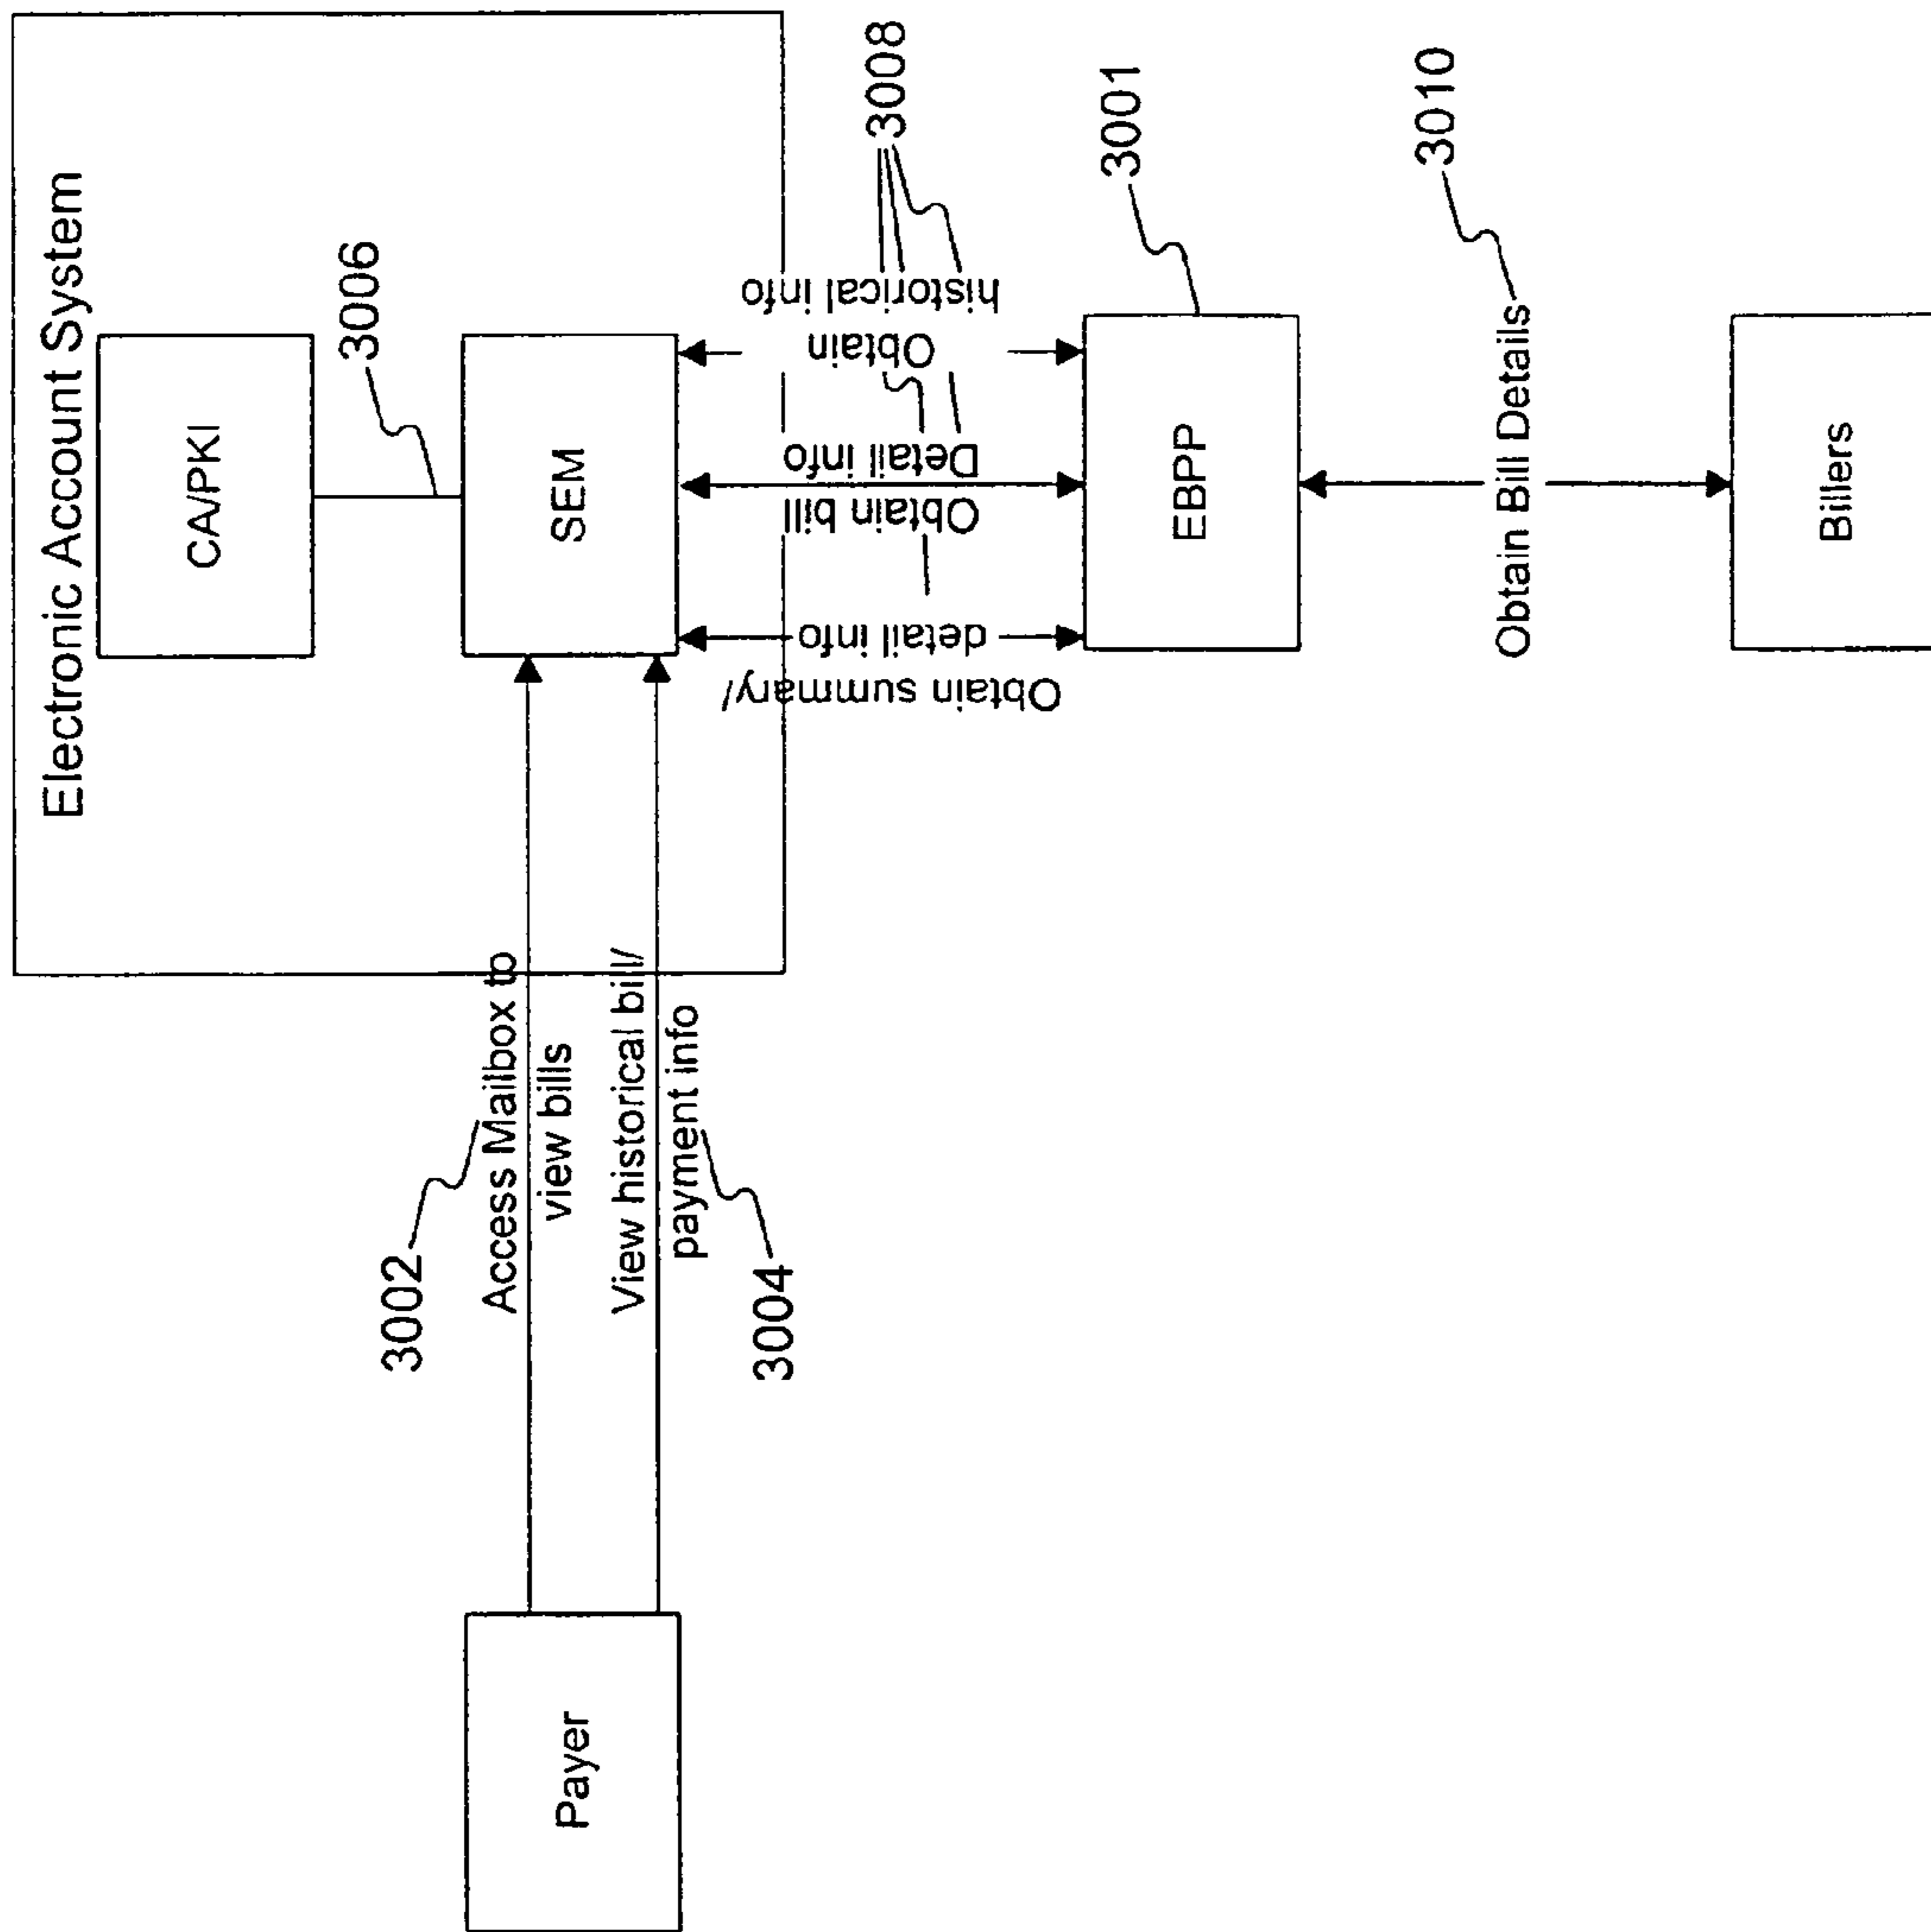 Electronic Account System
CA/PKI
3006
SEM
3002
Access Mailbox to
view bills
View historical bill/
payment info
3004
Payer
Obtain summary/
detail info
Obtain bill
Detail info
Obtain
historical info
3008
EBPP
3001
Obtain Bill Details
3010
Billers